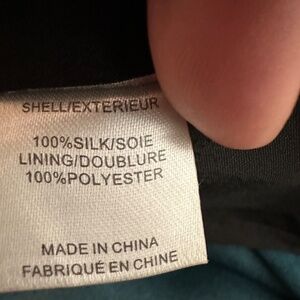 SHELL/EXTERIEUR
100%SILK/SOIE
LINING/DOUBLURE
100%POLYESTER
MADE IN CHINA
FABRIQUÉ EN CHINE